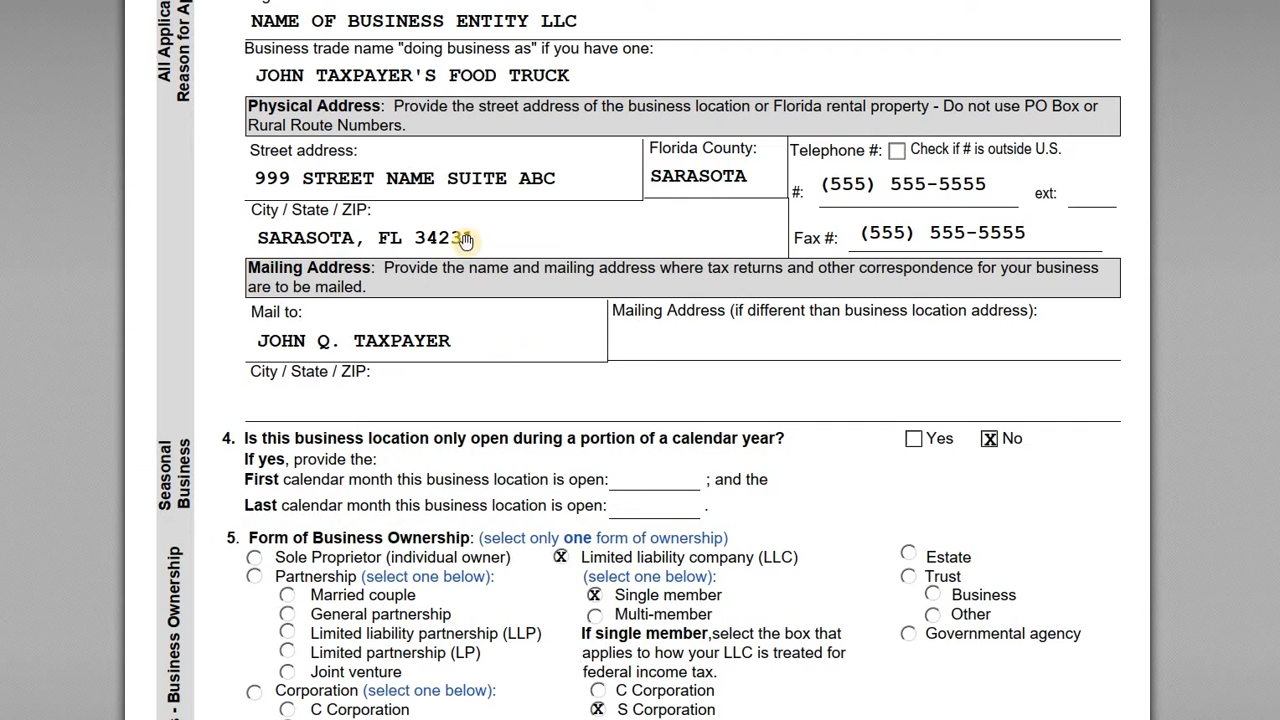 All Applica
Reason for Ap
NAME OF BUSINESS ENTITY LLC
Business trade name "doing business as" if you have one:
JOHN TAXPAYER'S FOOD TRUCK
Physical Address: Provide the street address of the business location or Florida rental property - Do not use PO Box or
Rural Route Numbers.
Street address:
999 STREET NAME SUITE ABC
Florida County:
SARASOTA
Telephone #: Check if # is outside U.S.
#: (555) 555-5555 ext:
City / State / ZIP:
SARASOTA, FL
Fax #: (555) 555-5555
Mailing Address: Provide the name and mailing address where tax returns and other correspondence for your business
are to be mailed.
Mail to:
JOHN Q. TAXPAYER
Mailing Address (if different than business location address):
City / State / ZIP:
Seasonal
Business
4. Is this business location only open during a portion of a calendar year? Yes X No
If yes, provide the:
First calendar month this business location is open: ; and the
Last calendar month this business location is open: .
s - Business Ownership
5. Form of Business Ownership: (select only one form of ownership)
Sole Proprietor (individual owner)
Partnership (select one below):
Married couple
General partnership
Limited liability partnership (LLP)
Limited partnership (LP)
Joint venture
Corporation (select one below):
C Corporation
X Limited liability company (LLC)
(select one below):
X Single member
Multi-member
If single member,select the box that
applies to how your LLC is treated for
federal income tax.
C Corporation
X S Corporation
Estate
Trust
Business
Other
Governmental agency